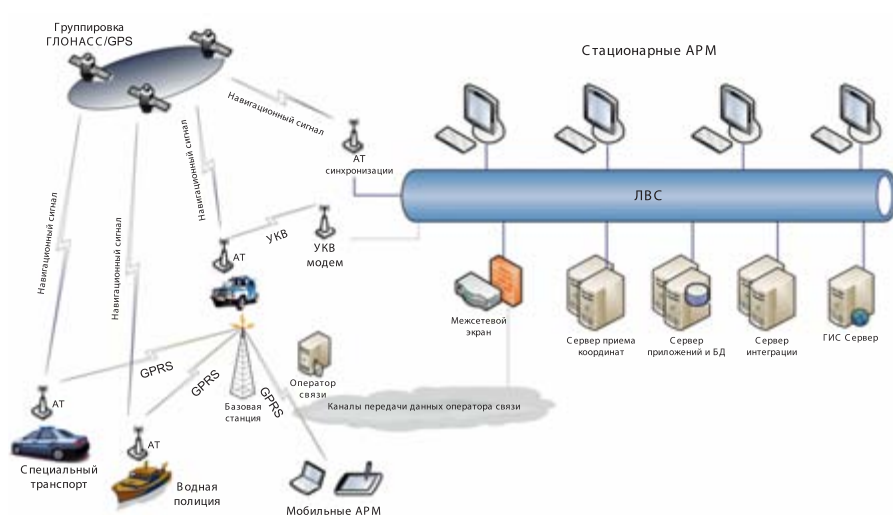 Группировка
ГЛОНАСС/GPS
Стационарные АРМ
Навигационный сигнал
АТ
синхронизации
ЛВС
Навигационный сигнал
Навигационный сигнал
Навигационный сигнал
УКВ
УКВ
модем
АТ
Межсетевой
экран
Сервер приема
координат
Сервер
приложений и БД
Сервер
интеграции
ГИС Сервер
GPRS
GPRS
GPRS
Оператор
связи
Базовая
станция
Каналы передачи данных оператора связи
АТ
АТ
Специальный
транспорт
Водная
полиция
Мобильные АРМ